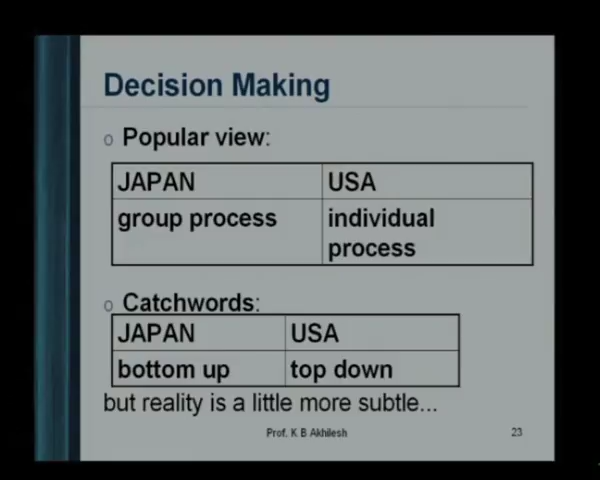 Decision Making
o Popular view:
JAPAN USA
group process individual
process
o Catchwords:
JAPAN USA
bottom up top down
but reality is a little more subtle...
Prof. K B Akhilesh 23